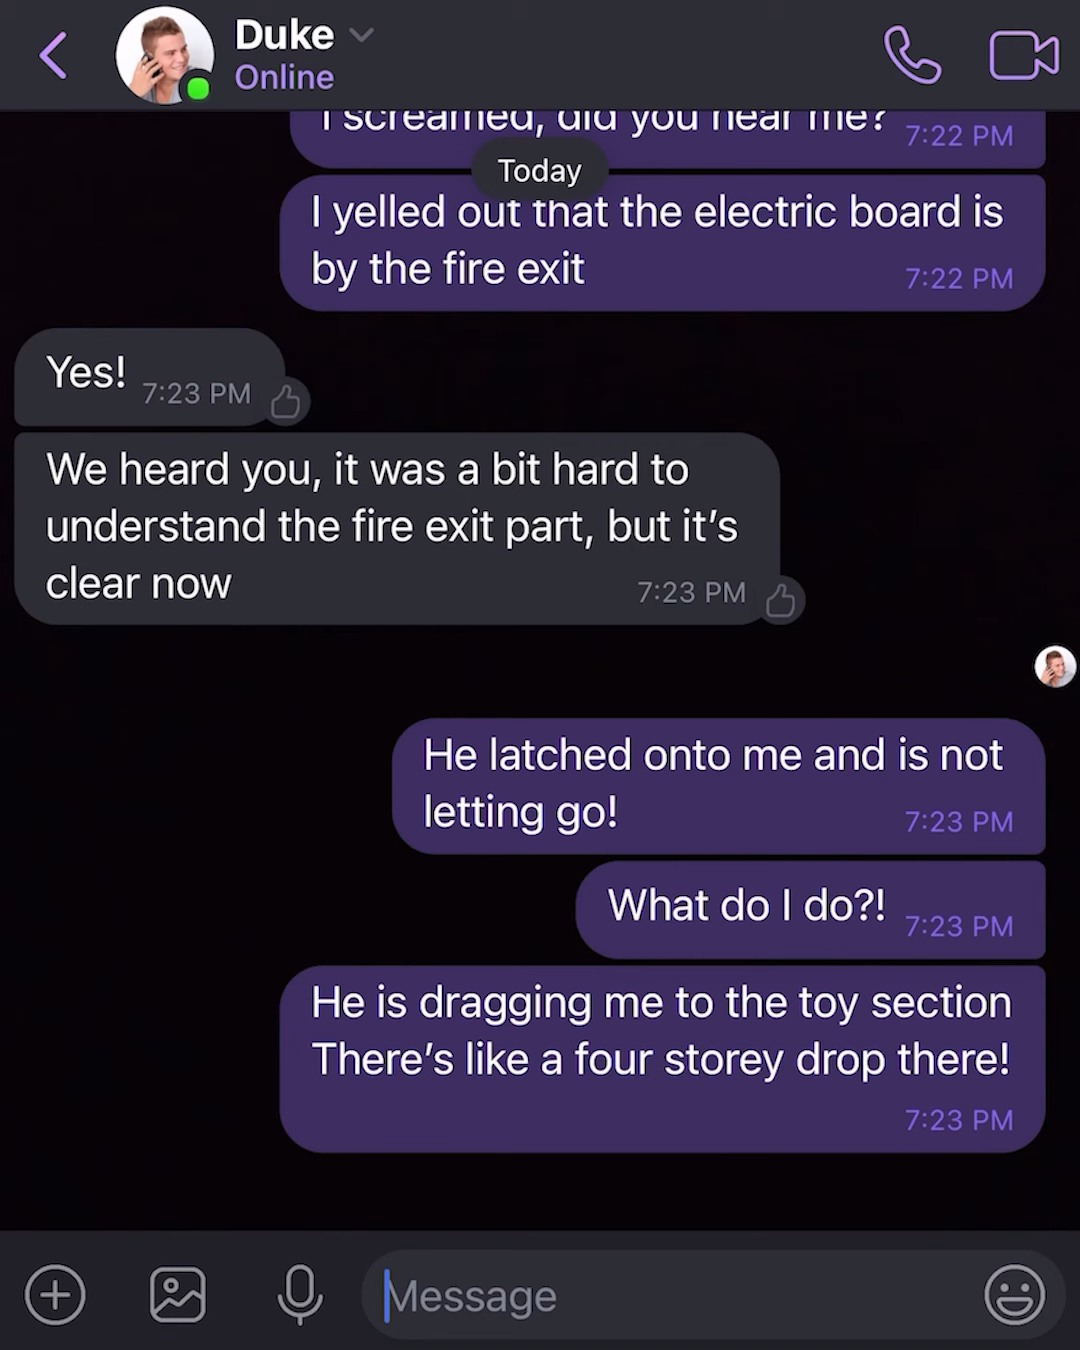 Duke
Online
I screamed, did you hear me?
7:22 PM
Today
I yelled out that the electric board is
by the fire exit
7:22 PM
Yes!
7:23 PM
We heard you, it was a bit hard to
understand the fire exit part, but it’s
clear now
7:23 PM
He latched onto me and is not
letting go!
7:23 PM
What do I do?!
7:23 PM
He is dragging me to the toy section
There’s like a four storey drop there!
7:23 PM
Message